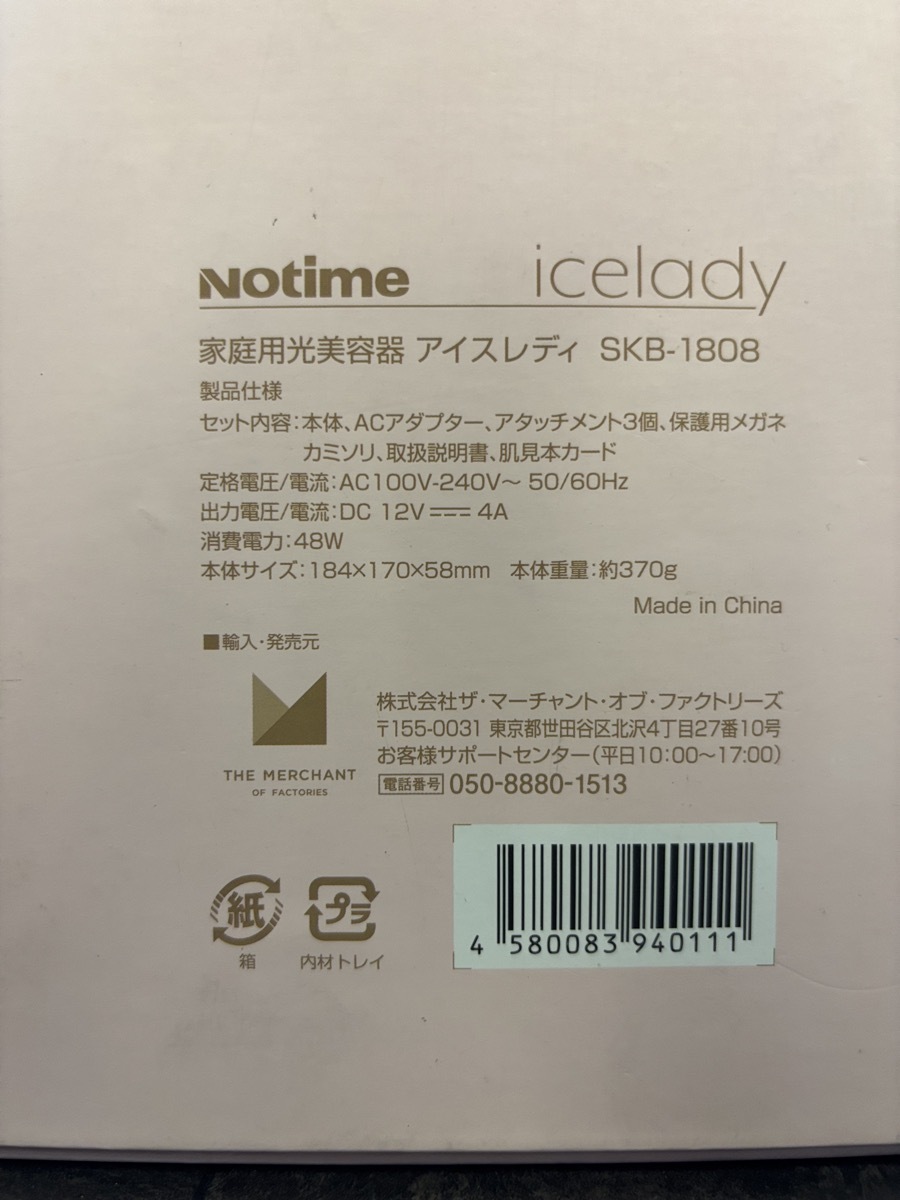 Notime icelady
家庭用光美容器 アイスレディ SKB-1808
製品仕様
セット内容：本体、ACアダプター、アタッチメント3個、保護用メガネ
カミソリ、取扱説明書、肌見本カード
定格電圧/電流：AC100V-240V～ 50/60Hz
出力電圧/電流：DC 12V⎓4A
消費電力：48W
本体サイズ：184×170×58mm 本体重量：約370g
Made in China
■輸入・発売元
株式会社ザ・マーチャント・オブ・ファクトリーズ
〒155-0031 東京都世田谷区北沢4丁目27番10号
お客様サポートセンター（平日10：00～17：00）
電話番号 050-8880-1513
THE MERCHANT
OF FACTORIES
紙 プラ
箱 内材トレイ
4 580083 940111